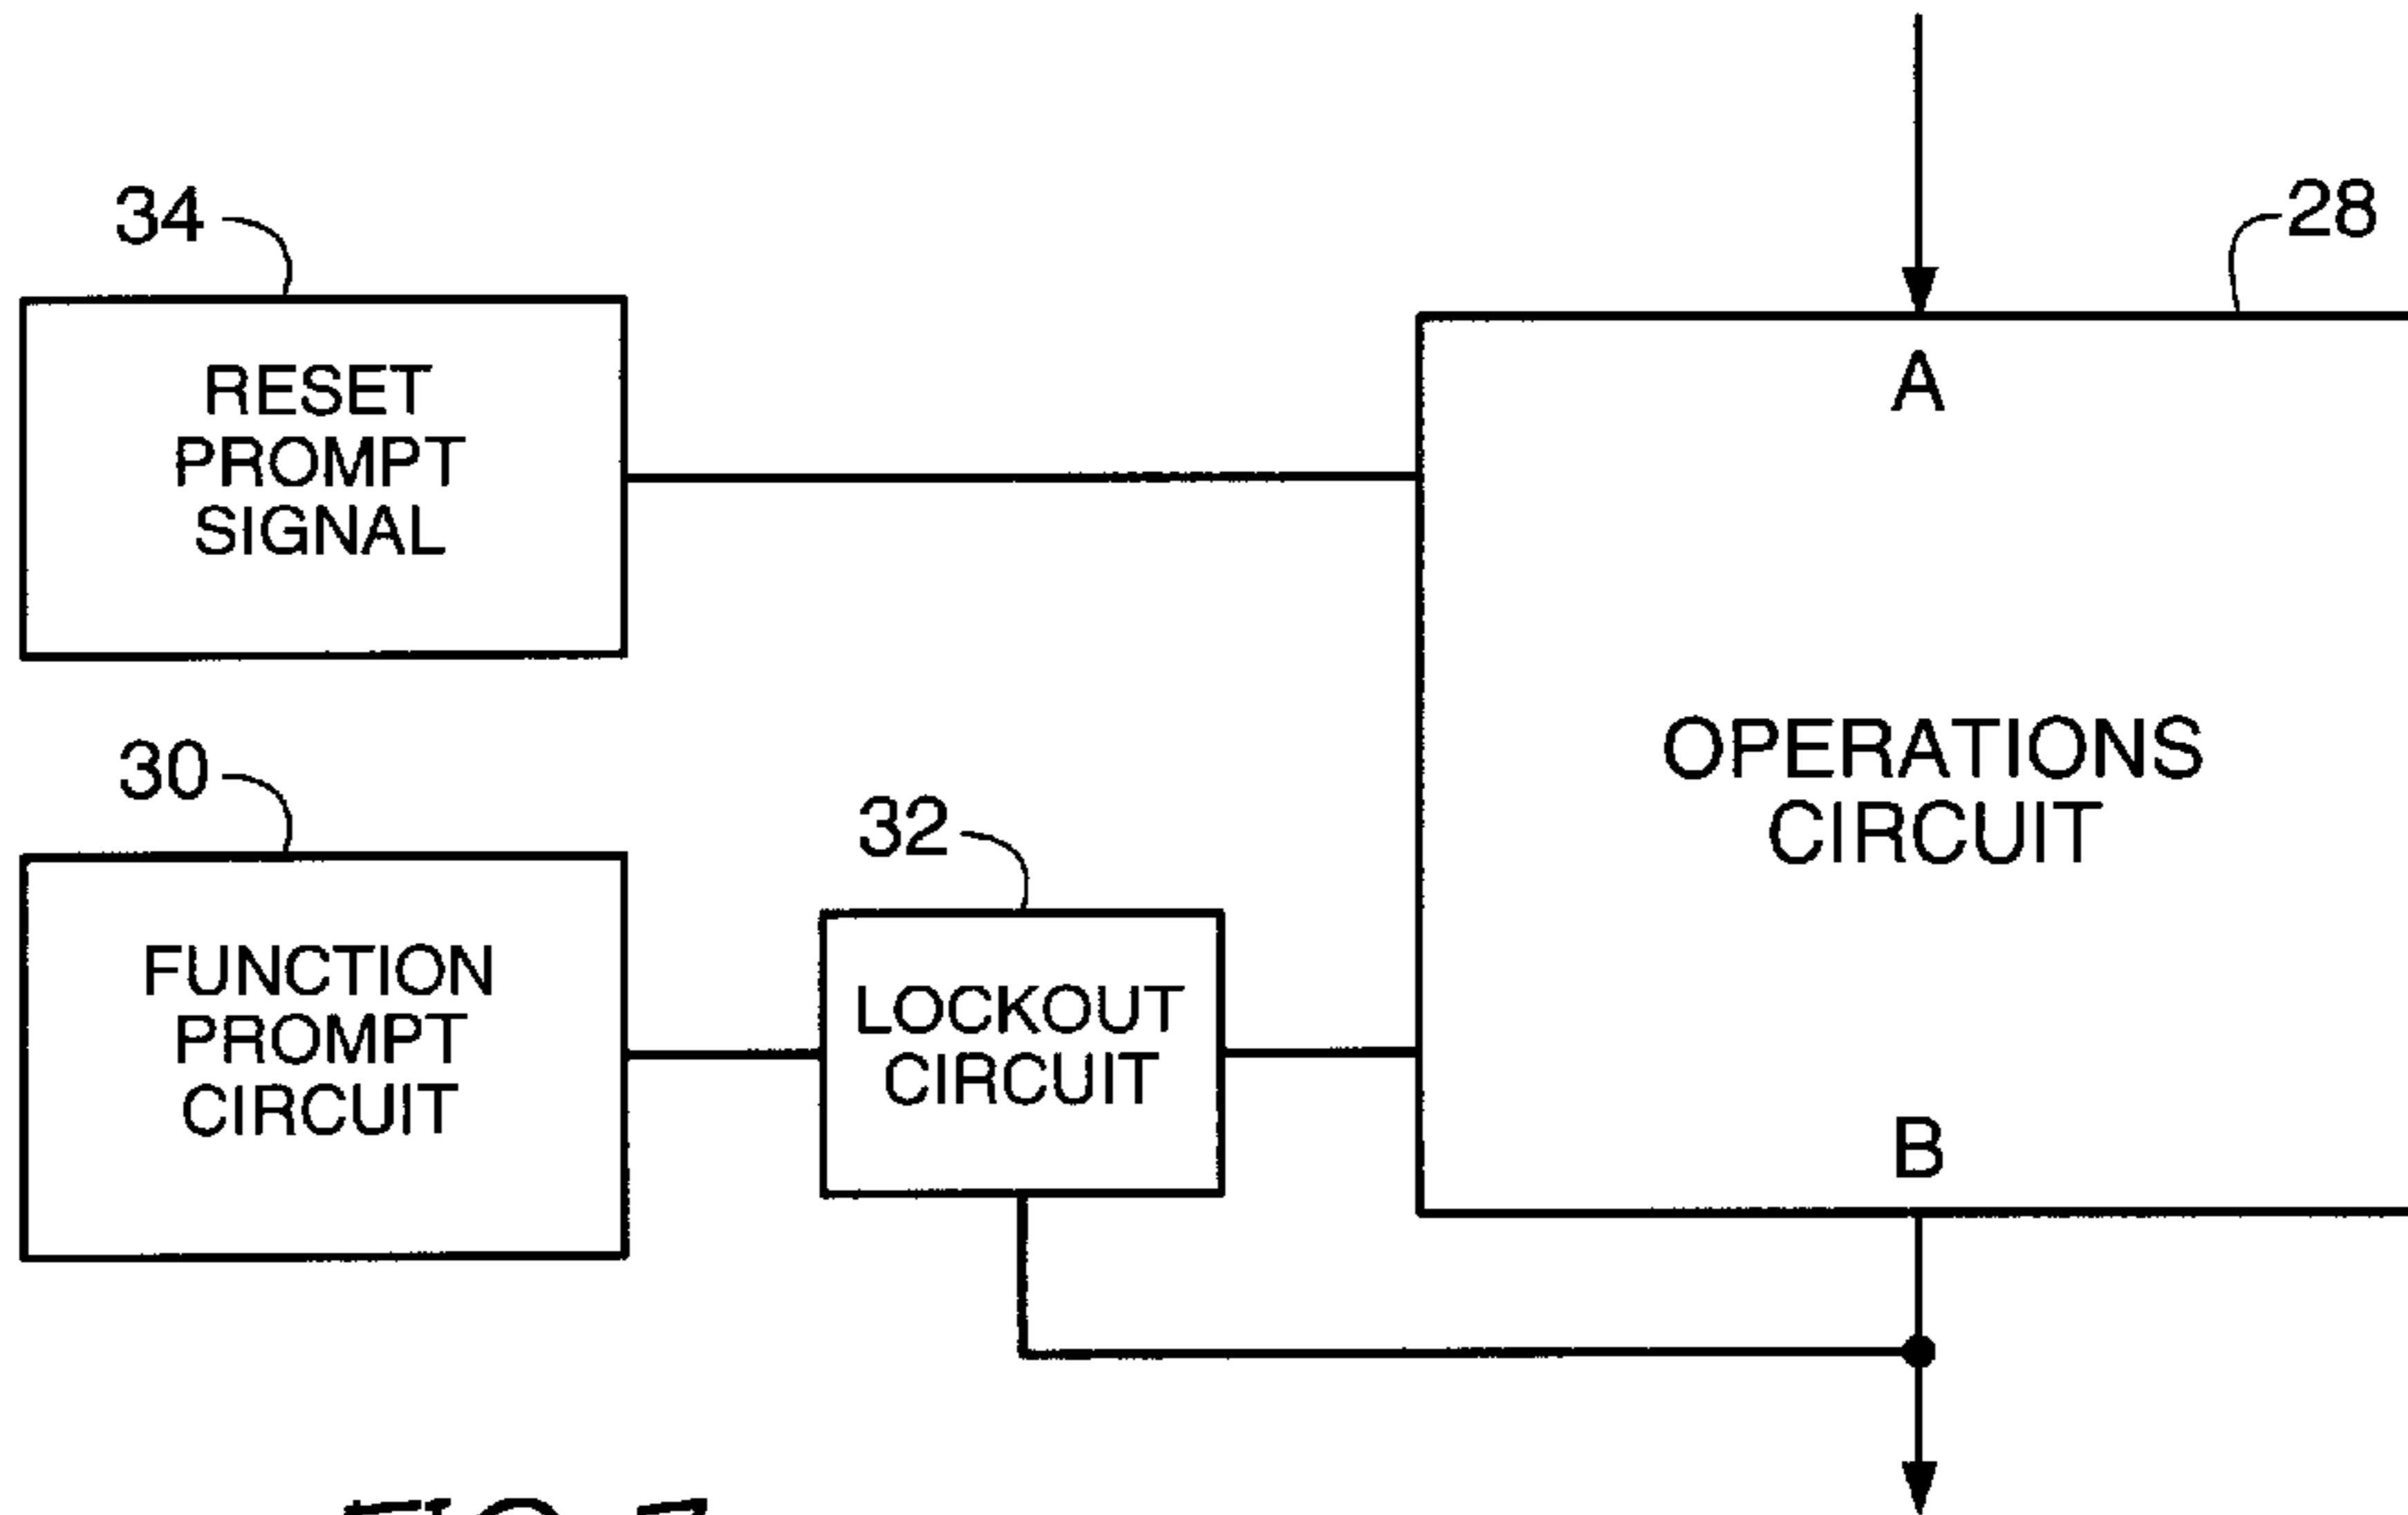 34
28
RESET
PROMPT
SIGNAL
A
30
OPERATIONS
CIRCUIT
32
FUNCTION
PROMPT
CIRCUIT
LOCKOUT
CIRCUIT
B